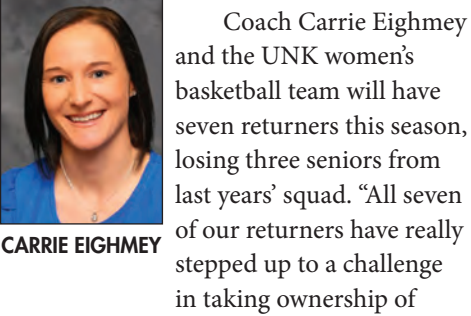 CARRIE EIGHMEY
Coach Carrie Eighmey
and the UNK women’s
basketball team will have
seven returners this season,
losing three seniors from
last years’ squad. “All seven
of our returners have really
stepped up to a challenge
in taking ownership of